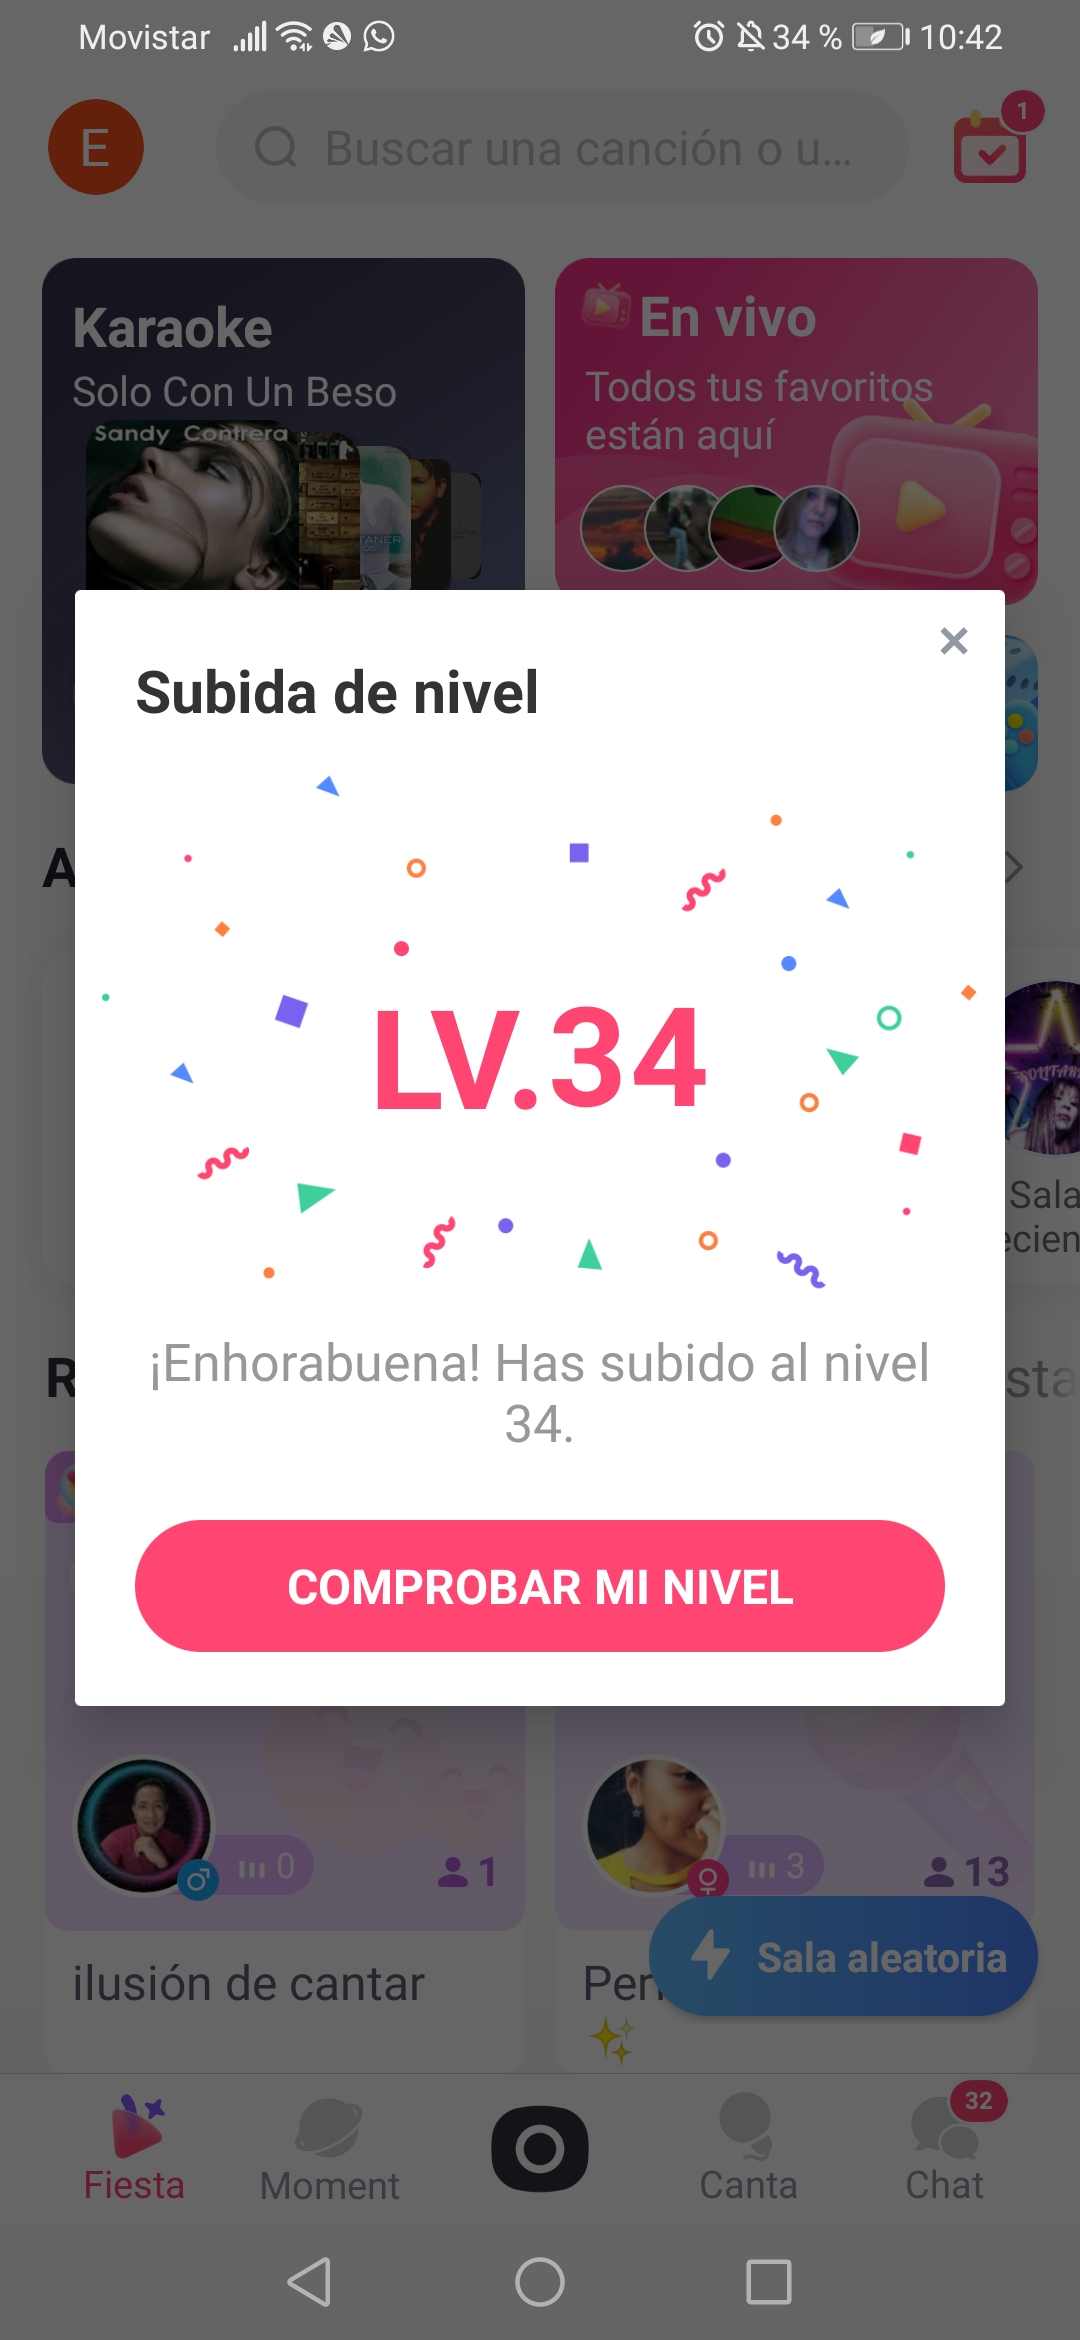 Movistar 34 % 10:42
E Buscar una canción o u... 1
Karaoke
Solo Con Un Beso
Sandy Contrera
En vivo
Todos tus favoritos
están aquí
Subida de nivel
LV.34
¡Enhorabuena! Has subido al nivel
34.
COMPROBAR MI NIVEL
A
Sala
ecien
R
sta
0 1
3 13
ilusión de cantar
Per
✨
Sala aleatoria
Fiesta
Moment
Canta
32
Chat